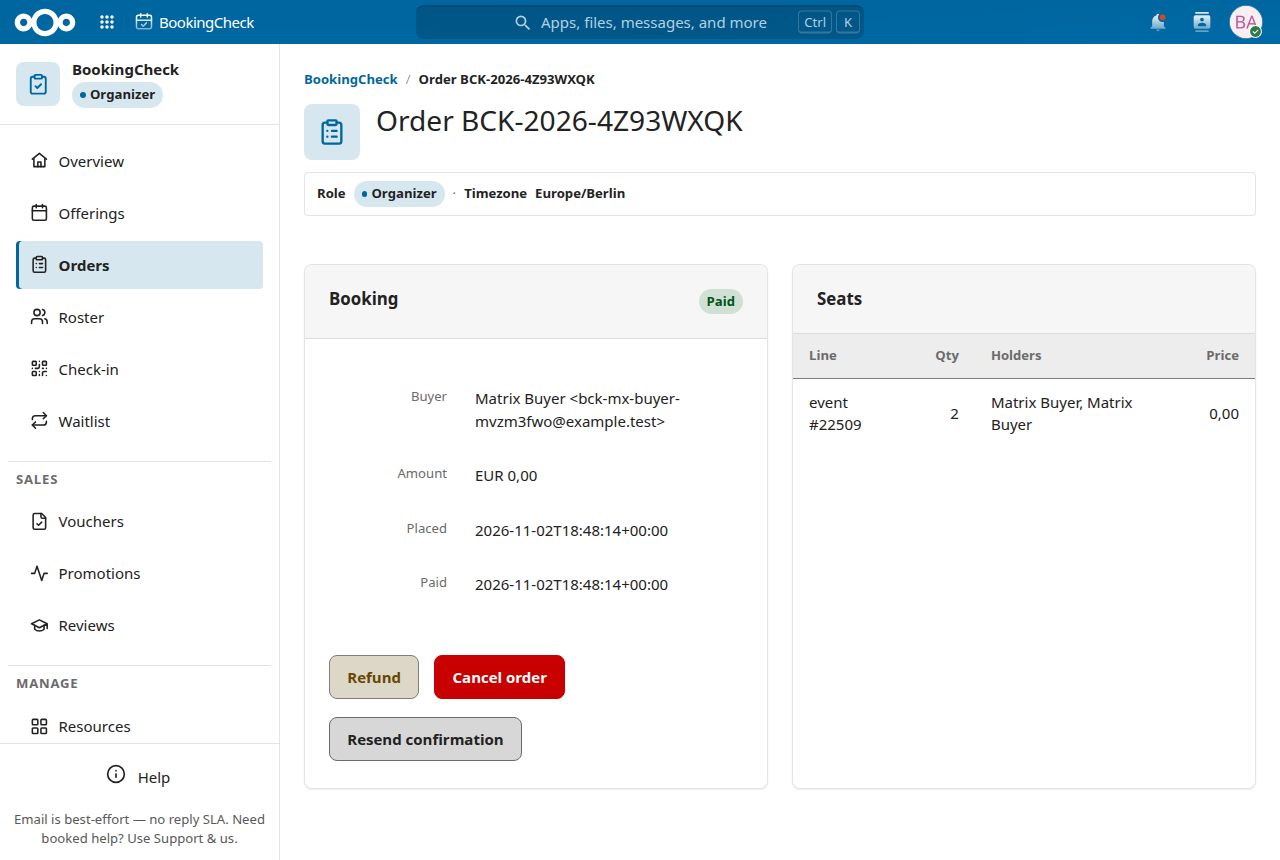 BookingCheck
Apps, files, messages, and more
Ctrl
K
BA
BookingCheck
Organizer
Overview
Offerings
Orders
Roster
Check-in
Waitlist
SALES
Vouchers
Promotions
Reviews
MANAGE
Resources
Help
Email is best-effort — no reply SLA. Need
booked help? Use Support & us.
BookingCheck / Order BCK-2026-4Z93WXQK
Order BCK-2026-4Z93WXQK
Role Organizer · Timezone Europe/Berlin
Booking
Paid
Buyer
Matrix Buyer <bck-mx-buyer-
mvzm3fwo@example.test>
Amount
EUR 0,00
Placed
2026-11-02T18:48:14+00:00
Paid
2026-11-02T18:48:14+00:00
Refund
Cancel order
Resend confirmation
Seats
Line Qty Holders Price
event
#22509
2
Matrix Buyer, Matrix
Buyer
0,00